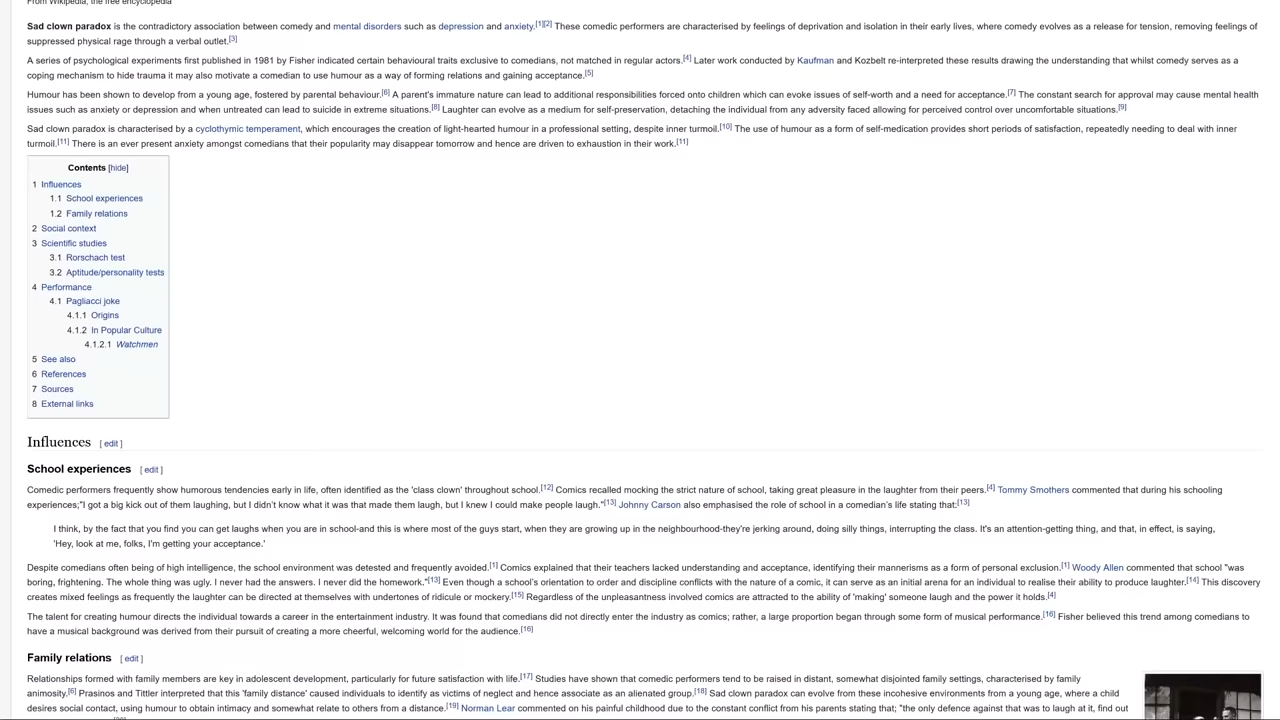 From Wikipedia, the free encyclopedia
Sad clown paradox is the contradictory association between comedy and mental disorders such as depression and anxiety.[1][2] These comedic performers are characterised by feelings of deprivation and isolation in their early lives, where comedy evolves as a release for tension, removing feelings of
suppressed physical rage through a verbal outlet.[3]
A series of psychological experiments first published in 1981 by Fisher indicated certain behavioural traits exclusive to comedians, not matched in regular actors.[4] Later work conducted by Kaufman and Kozbelt re-interpreted these results drawing the understanding that whilst comedy serves as a
coping mechanism to hide trauma it may also motivate a comedian to use humour as a way of forming relations and gaining acceptance.[5]
Humour has been shown to develop from a young age, fostered by parental behaviour.[6] A parent's immature nature can lead to additional responsibilities forced onto children which can evoke issues of self-worth and a need for acceptance.[7] The constant search for approval may cause mental health
issues such as anxiety or depression and when untreated can lead to suicide in extreme situations.[8] Laughter can evolve as a medium for self-preservation, detaching the individual from any adversity faced allowing for perceived control over uncomfortable situations.[9]
Sad clown paradox is characterised by a cyclothymic temperament, which encourages the creation of light-hearted humour in a professional setting, despite inner turmoil.[10] The use of humour as a form of self-medication provides short periods of satisfaction, repeatedly needing to deal with inner
turmoil.[11] There is an ever present anxiety amongst comedians that their popularity may disappear tomorrow and hence are driven to exhaustion in their work.[11]
Contents [hide]
1 Influences
1.1 School experiences
1.2 Family relations
2 Social context
3 Scientific studies
3.1 Rorschach test
3.2 Aptitude/personality tests
4 Performance
4.1 Pagliacci joke
4.1.1 Origins
4.1.2 In Popular Culture
4.1.2.1 Watchmen
5 See also
6 References
7 Sources
8 External links
Influences [ edit ]
School experiences [ edit ]
Comedic performers frequently show humorous tendencies early in life, often identified as the 'class clown' throughout school.[12] Comics recalled mocking the strict nature of school, taking great pleasure in the laughter from their peers.[4] Tommy Smothers commented that during his schooling
experiences;"I got a big kick out of them laughing, but I didn't know what it was that made them laugh, but I knew I could make people laugh."[13] Johnny Carson also emphasised the role of school in a comedian's life stating that:[13]
I think, by the fact that you find you can get laughs when you are in school-and this is where most of the guys start, when they are growing up in the neighbourhood-they're jerking around, doing silly things, interrupting the class. It's an attention-getting thing, and that, in effect, is saying,
'Hey, look at me, folks, I'm getting your acceptance.'
Despite comedians often being of high intelligence, the school environment was detested and frequently avoided.[1] Comics explained that their teachers lacked understanding and acceptance, identifying their mannerisms as a form of personal exclusion.[1] Woody Allen commented that school "was
boring, frightening. The whole thing was ugly. I never had the answers. I never did the homework."[13] Even though a school's orientation to order and discipline conflicts with the nature of a comic, it can serve as an initial arena for an individual to realise their ability to produce laughter.[14] This discovery
creates mixed feelings as frequently the laughter can be directed at themselves with undertones of ridicule or mockery.[15] Regardless of the unpleasantness involved comics are attracted to the ability of 'making' someone laugh and the power it holds.[4]
The talent for creating humour directs the individual towards a career in the entertainment industry. It was found that comedians did not directly enter the industry as comics; rather, a large proportion began through some form of musical performance.[16] Fisher believed this trend among comedians to
have a musical background was derived from their pursuit of creating a more cheerful, welcoming world for the audience.[16]
Family relations [ edit ]
Relationships formed with family members are key in adolescent development, particularly for future satisfaction with life.[17] Studies have shown that comedic performers tend to be raised in distant, somewhat disjointed family settings, characterised by family
animosity.[6] Prasinos and Tittler interpreted that this 'family distance' caused individuals to identify as victims of neglect and hence associate as an alienated group.[18] Sad clown paradox can evolve from these incohesive environments from a young age, where a child
desires social contact, using humour to obtain intimacy and somewhat relate to others from a distance.[19] Norman Lear commented on his painful childhood due to the constant conflict from his parents stating that; "the only defence against that was to laugh at it, find out